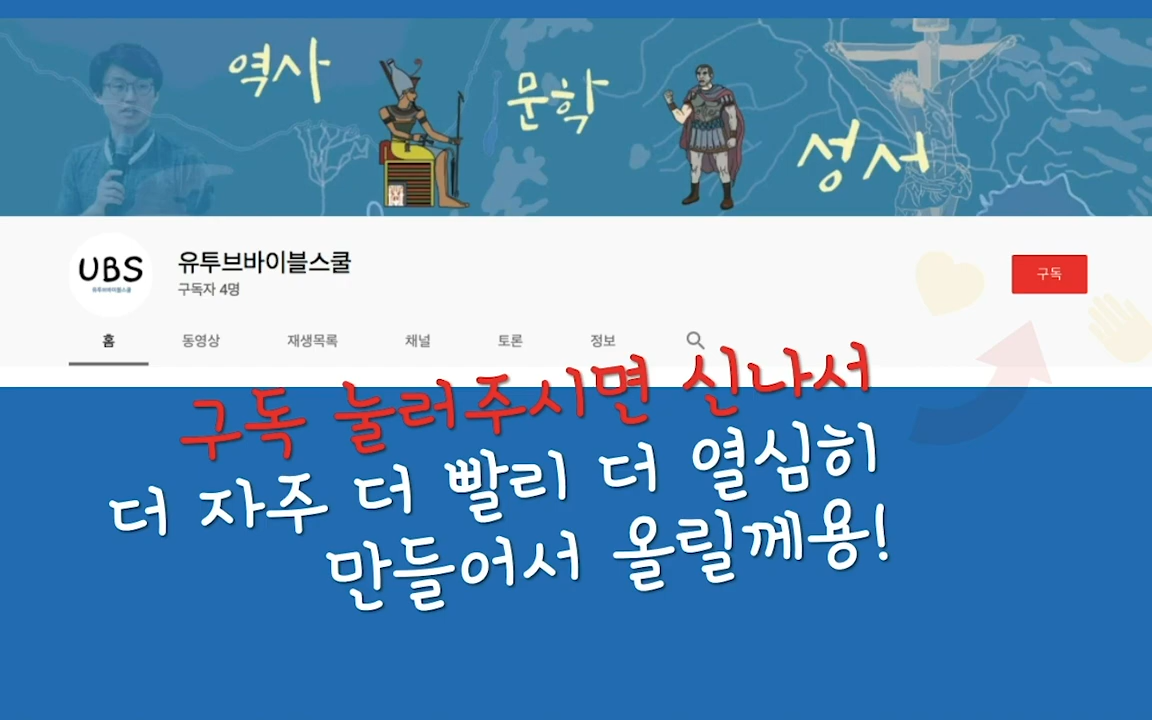 역사
문학
성서
UBS
유투브바이블스쿨
유투브바이블스쿨
구독자 4명
구독
홈 동영상 재생목록 채널 토론 정보
구독 눌러주시면 신나서
더 자주 더 빨리 더 열심히
만들어서 올릴께용!